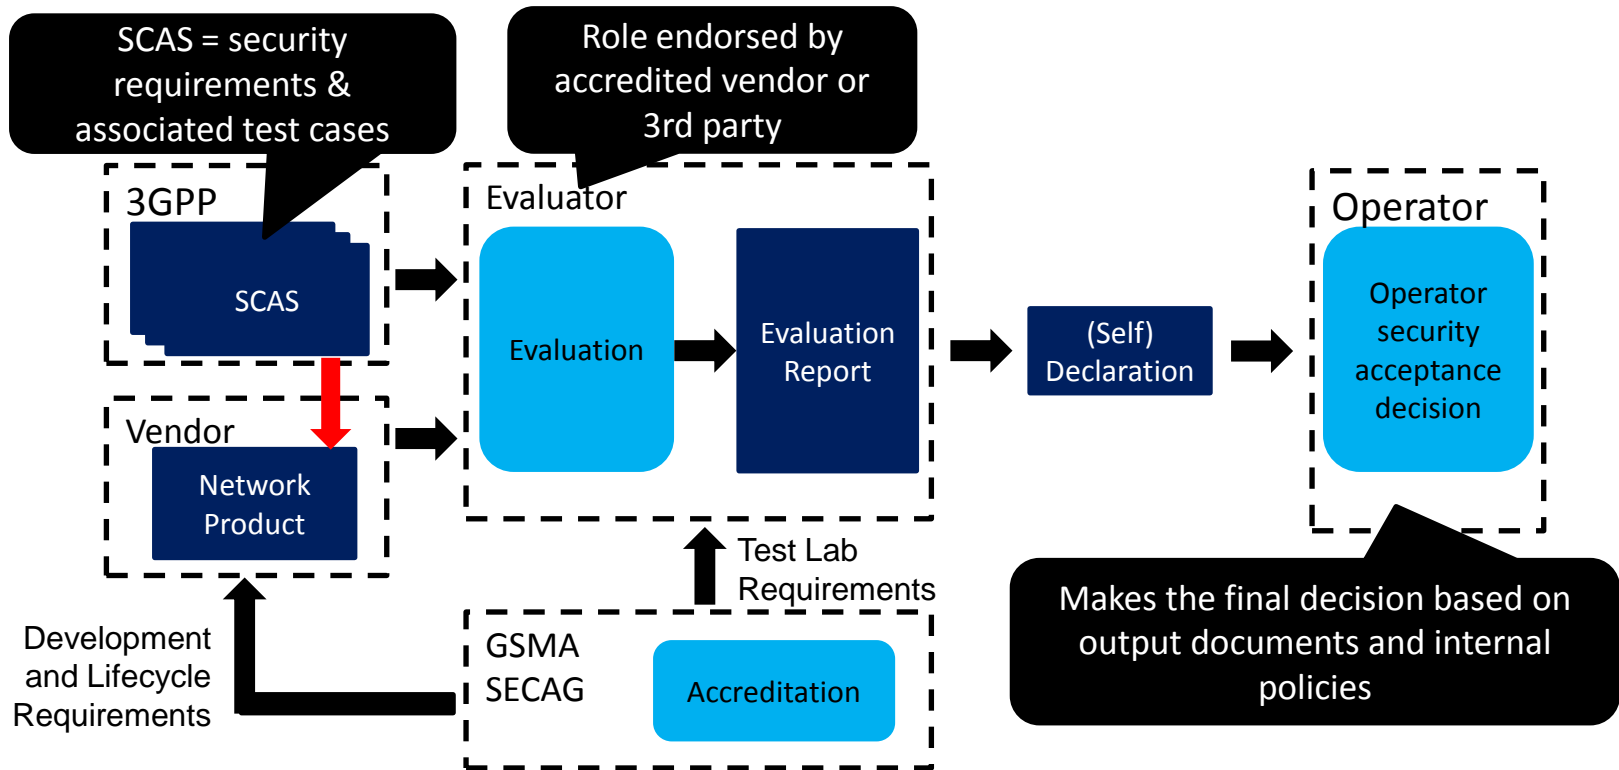 SCAS = security
requirements &
associated test cases
Role endorsed by
accredited vendor or
3rd party
3GPP
SCAS
Evaluator
Evaluation
Evaluation
Report
(Self)
Declaration
Operator
Operator
security
acceptance
decision
Vendor
Network
Product
Test Lab
Requirements
Development
and Lifecycle
Requirements
GSMA
SECAG
Accreditation
Makes the final decision based on
output documents and internal
policies